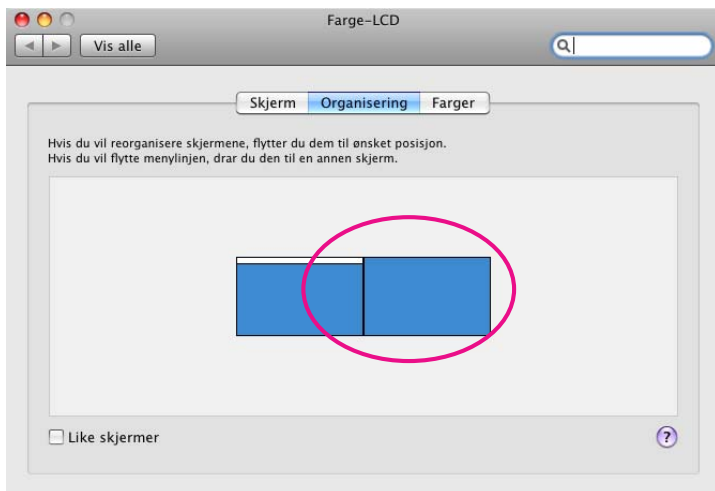 Farge-LCD
Vis alle
Skjerm Organisering Farger
Hvis du vil reorganisere skjermene, flytter du dem til ønsket posisjon.
Hvis du vil flytte menylinjen, drar du den til en annen skjerm.
Like skjermer
?